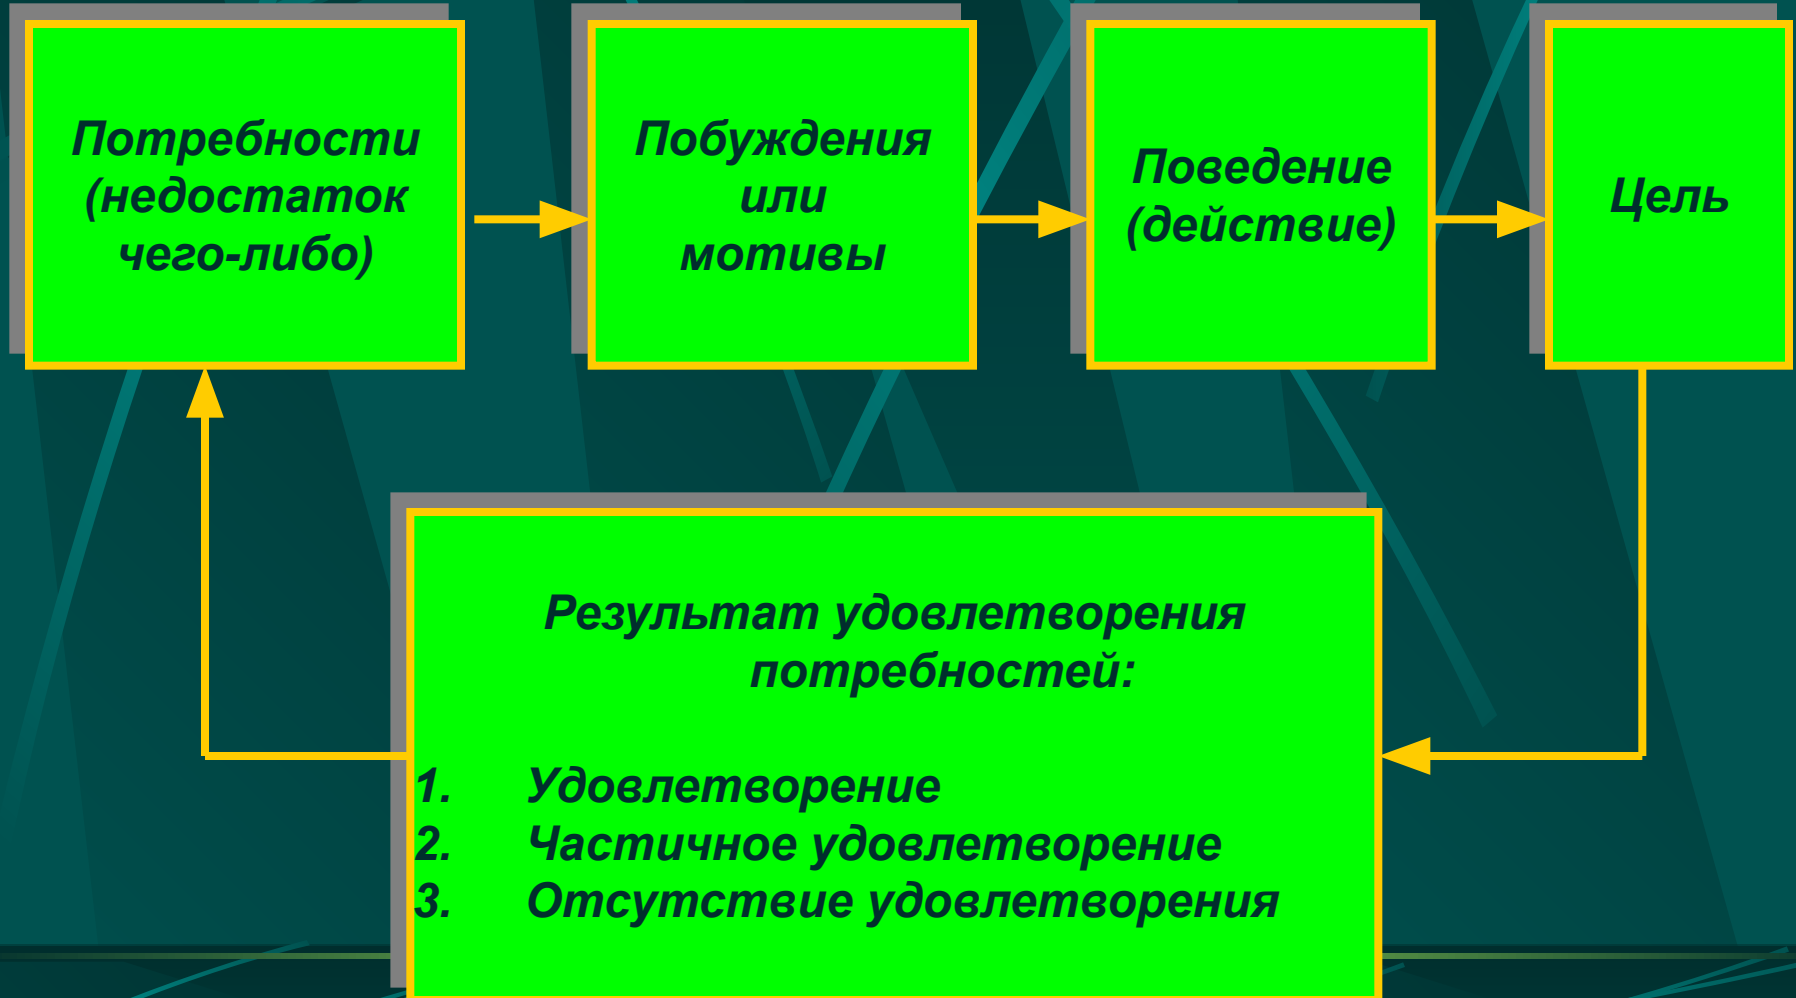 Потребности
(недостаток
чего-либо)
Побуждения
или
мотивы
Поведение
(действие)
Цель
Результат удовлетворения
потребностей:
1. Удовлетворение
2. Частичное удовлетворение
3. Отсутствие удовлетворения